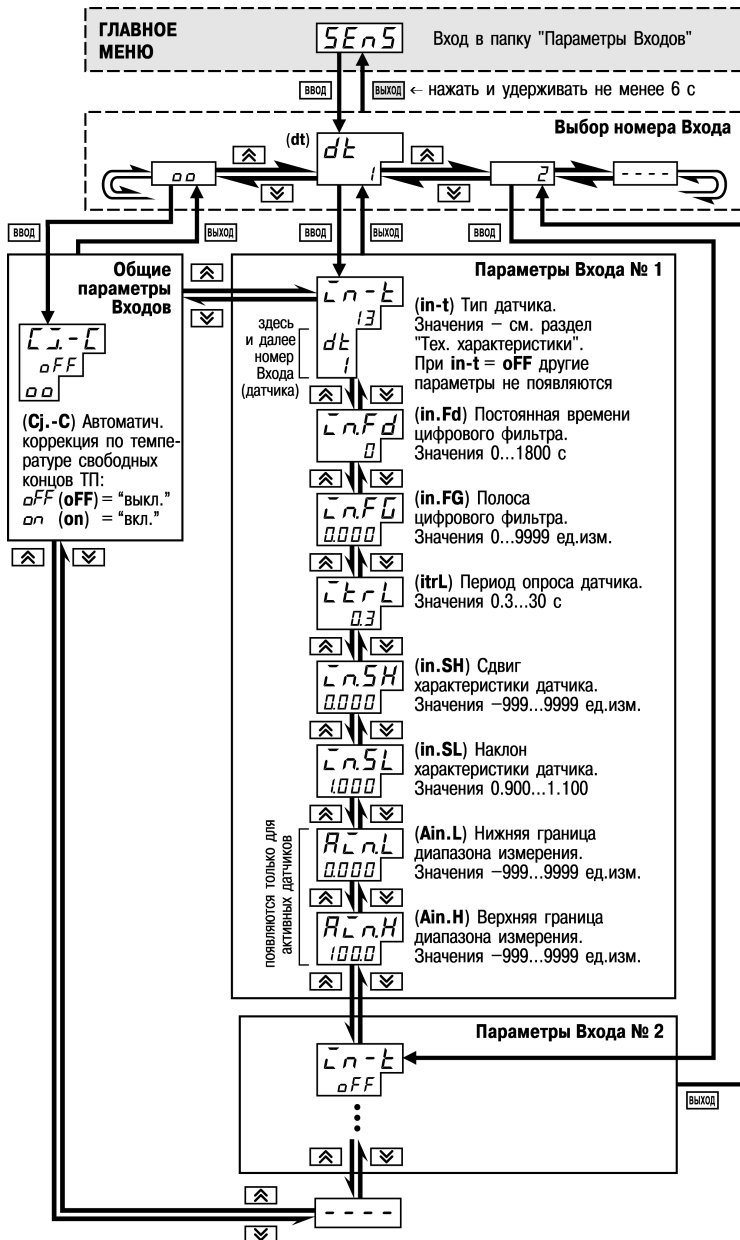 ГЛАВНОЕ
МЕНЮ
SEnS
Вход в папку "Параметры Входов"
ВВОД
ВЫХОД
← нажать и удерживать не менее 6 с
Выбор номера Входа
(dt)
dt
1
oo
2
- - - -
ВВОД
ВЫХОД
ВВОД
ВЫХОД
ВВОД
Общие
параметры
Входов
Cj.-C
oFF
oo
(Cj.-C) Автоматич.
коррекция по темпе-
ратуре свободных
концов ТП:
oFF (oFF) = “выкл.”
on (on) = “вкл.”
Параметры Входа № 1
in-t
13
dt
1
здесь
и далее
номер
Входа
(датчика)
(in-t) Тип датчика.
Значения – см. раздел
"Тех. характеристики".
При in-t = oFF другие
параметры не появляются
in.Fd
0
(in.Fd) Постоянная времени
цифрового фильтра.
Значения 0...1800 с
in.FG
0.000
(in.FG) Полоса
цифрового фильтра.
Значения 0...9999 ед.изм.
itrL
0.3
(itrL) Период опроса датчика.
Значения 0.3...30 с
in.SH
0.000
(in.SH) Сдвиг
характеристики датчика.
Значения –999...9999 ед.изм.
in.SL
1.000
(in.SL) Наклон
характеристики датчика.
Значения 0.900...1.100
появляются только для
активных датчиков
Ain.L
0.000
(Ain.L) Нижняя граница
диапазона измерения.
Значения –999...9999 ед.изм.
Ain.H
100.0
(Ain.H) Верхняя граница
диапазона измерения.
Значения –999...9999 ед.изм.
Параметры Входа № 2
in-t
oFF
ВЫХОД
- - - -